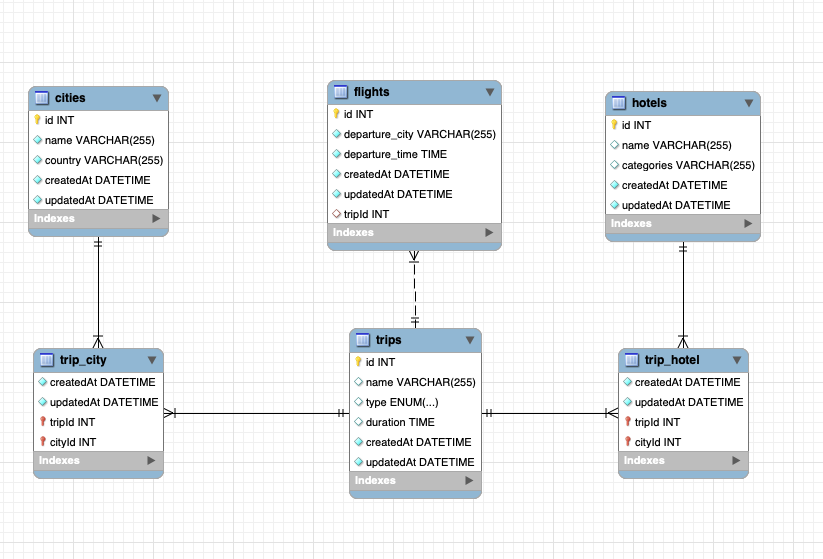 cities
id INT
name VARCHAR(255)
country VARCHAR(255)
createdAt DATETIME
updatedAt DATETIME
Indexes
flights
id INT
departure_city VARCHAR(255)
departure_time TIME
createdAt DATETIME
updatedAt DATETIME
tripId INT
Indexes
hotels
id INT
name VARCHAR(255)
categories VARCHAR(255)
createdAt DATETIME
updatedAt DATETIME
Indexes
trip_city
createdAt DATETIME
updatedAt DATETIME
tripId INT
cityId INT
Indexes
trips
id INT
name VARCHAR(255)
type ENUM(...)
duration TIME
createdAt DATETIME
updatedAt DATETIME
Indexes
trip_hotel
createdAt DATETIME
updatedAt DATETIME
tripId INT
cityId INT
Indexes